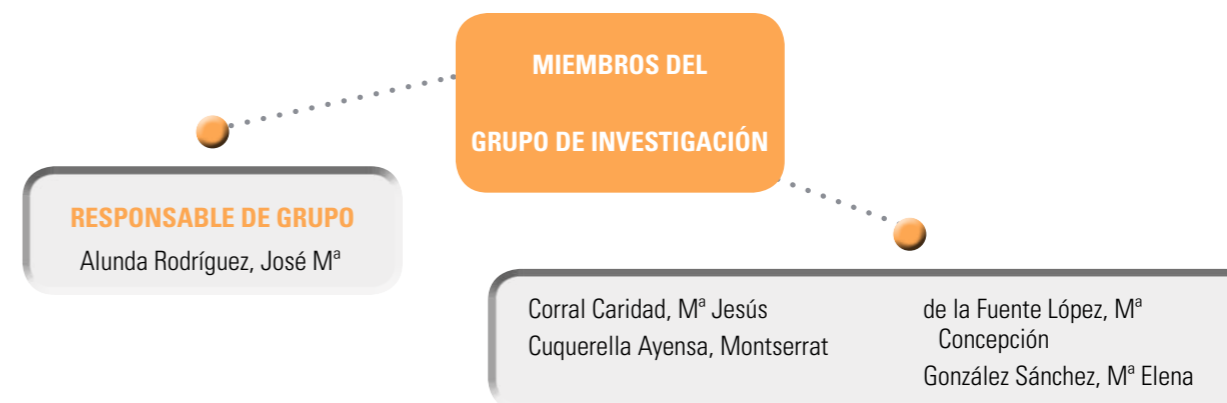 MIEMBROS DEL
GRUPO DE INVESTIGACIÓN
RESPONSABLE DE GRUPO
Alunda Rodríguez, José Mª
Corral Caridad, Mª Jesús
Cuquerella Ayensa, Montserrat
de la Fuente López, Mª
Concepción
González Sánchez, Mª Elena